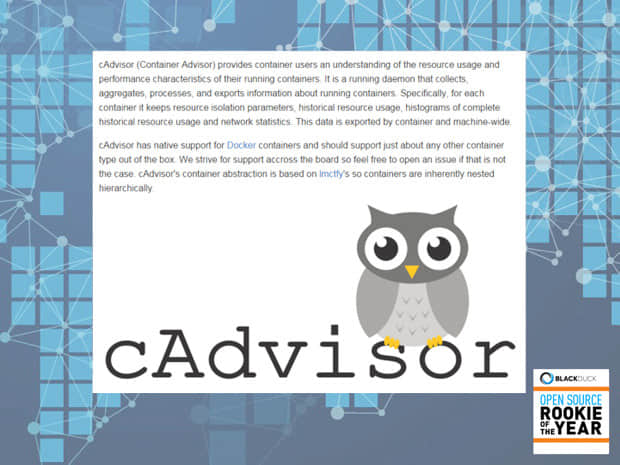 cAdvisor (Container Advisor) provides container users an understanding of the resource usage and
performance characteristics of their running containers. It is a running daemon that collects,
aggregates, processes, and exports information about running containers. Specifically, for each
container it keeps resource isolation parameters, historical resource usage, histograms of complete
historical resource usage and network statistics. This data is exported by container and machine-wide.
cAdvisor has native support for Docker containers and should support just about any other container
type out of the box. We strive for support accross the board so feel free to open an issue if that is not
the case. cAdvisor's container abstraction is based on lmctfy's so containers are inherently nested
hierarchically.
cAdvisor
BLACKDUCK
OPEN SOURCE
ROOKIE
OF THE YEAR